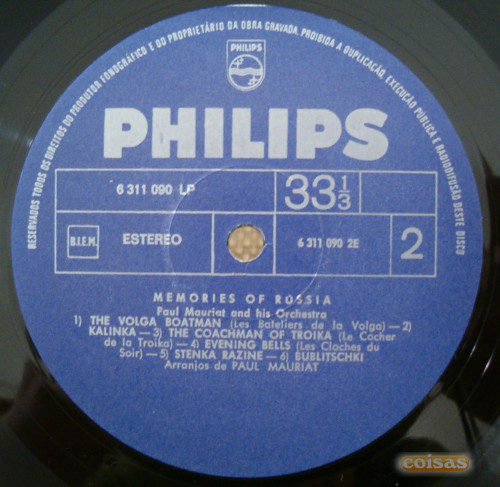 RESERVADOS TODOS OS DIREITOS DO PRODUTOR FONOGRÁFICO E DO PROPRIETÁRIO DA OBRA GRAVADA. PROIBIDA A DUPLICAÇÃO, EXECUÇÃO PÚBLICA E RADIODIFUSÃO DESTE DISCO
PHILIPS
PHILIPS
6 311 090 LP
33 1/3
B.I.E.M.
ESTEREO
6 311 090 2E
2
MEMORIES OF RUSSIA
Paul Mauriat and his Orchestra
1) THE VOLGA BOATMAN (Les Bateliers de la Volga) — 2)
KALINKA — 3) THE COACHMAN OF TROIKA (Le Cocher
de la Troika) — 4) EVENING BELLS (Les Cloches du
Soir) — 5) STENKA RAZINE — 6) BUBLITSCHKI
Arranjos de PAUL MAURIAT
coisas